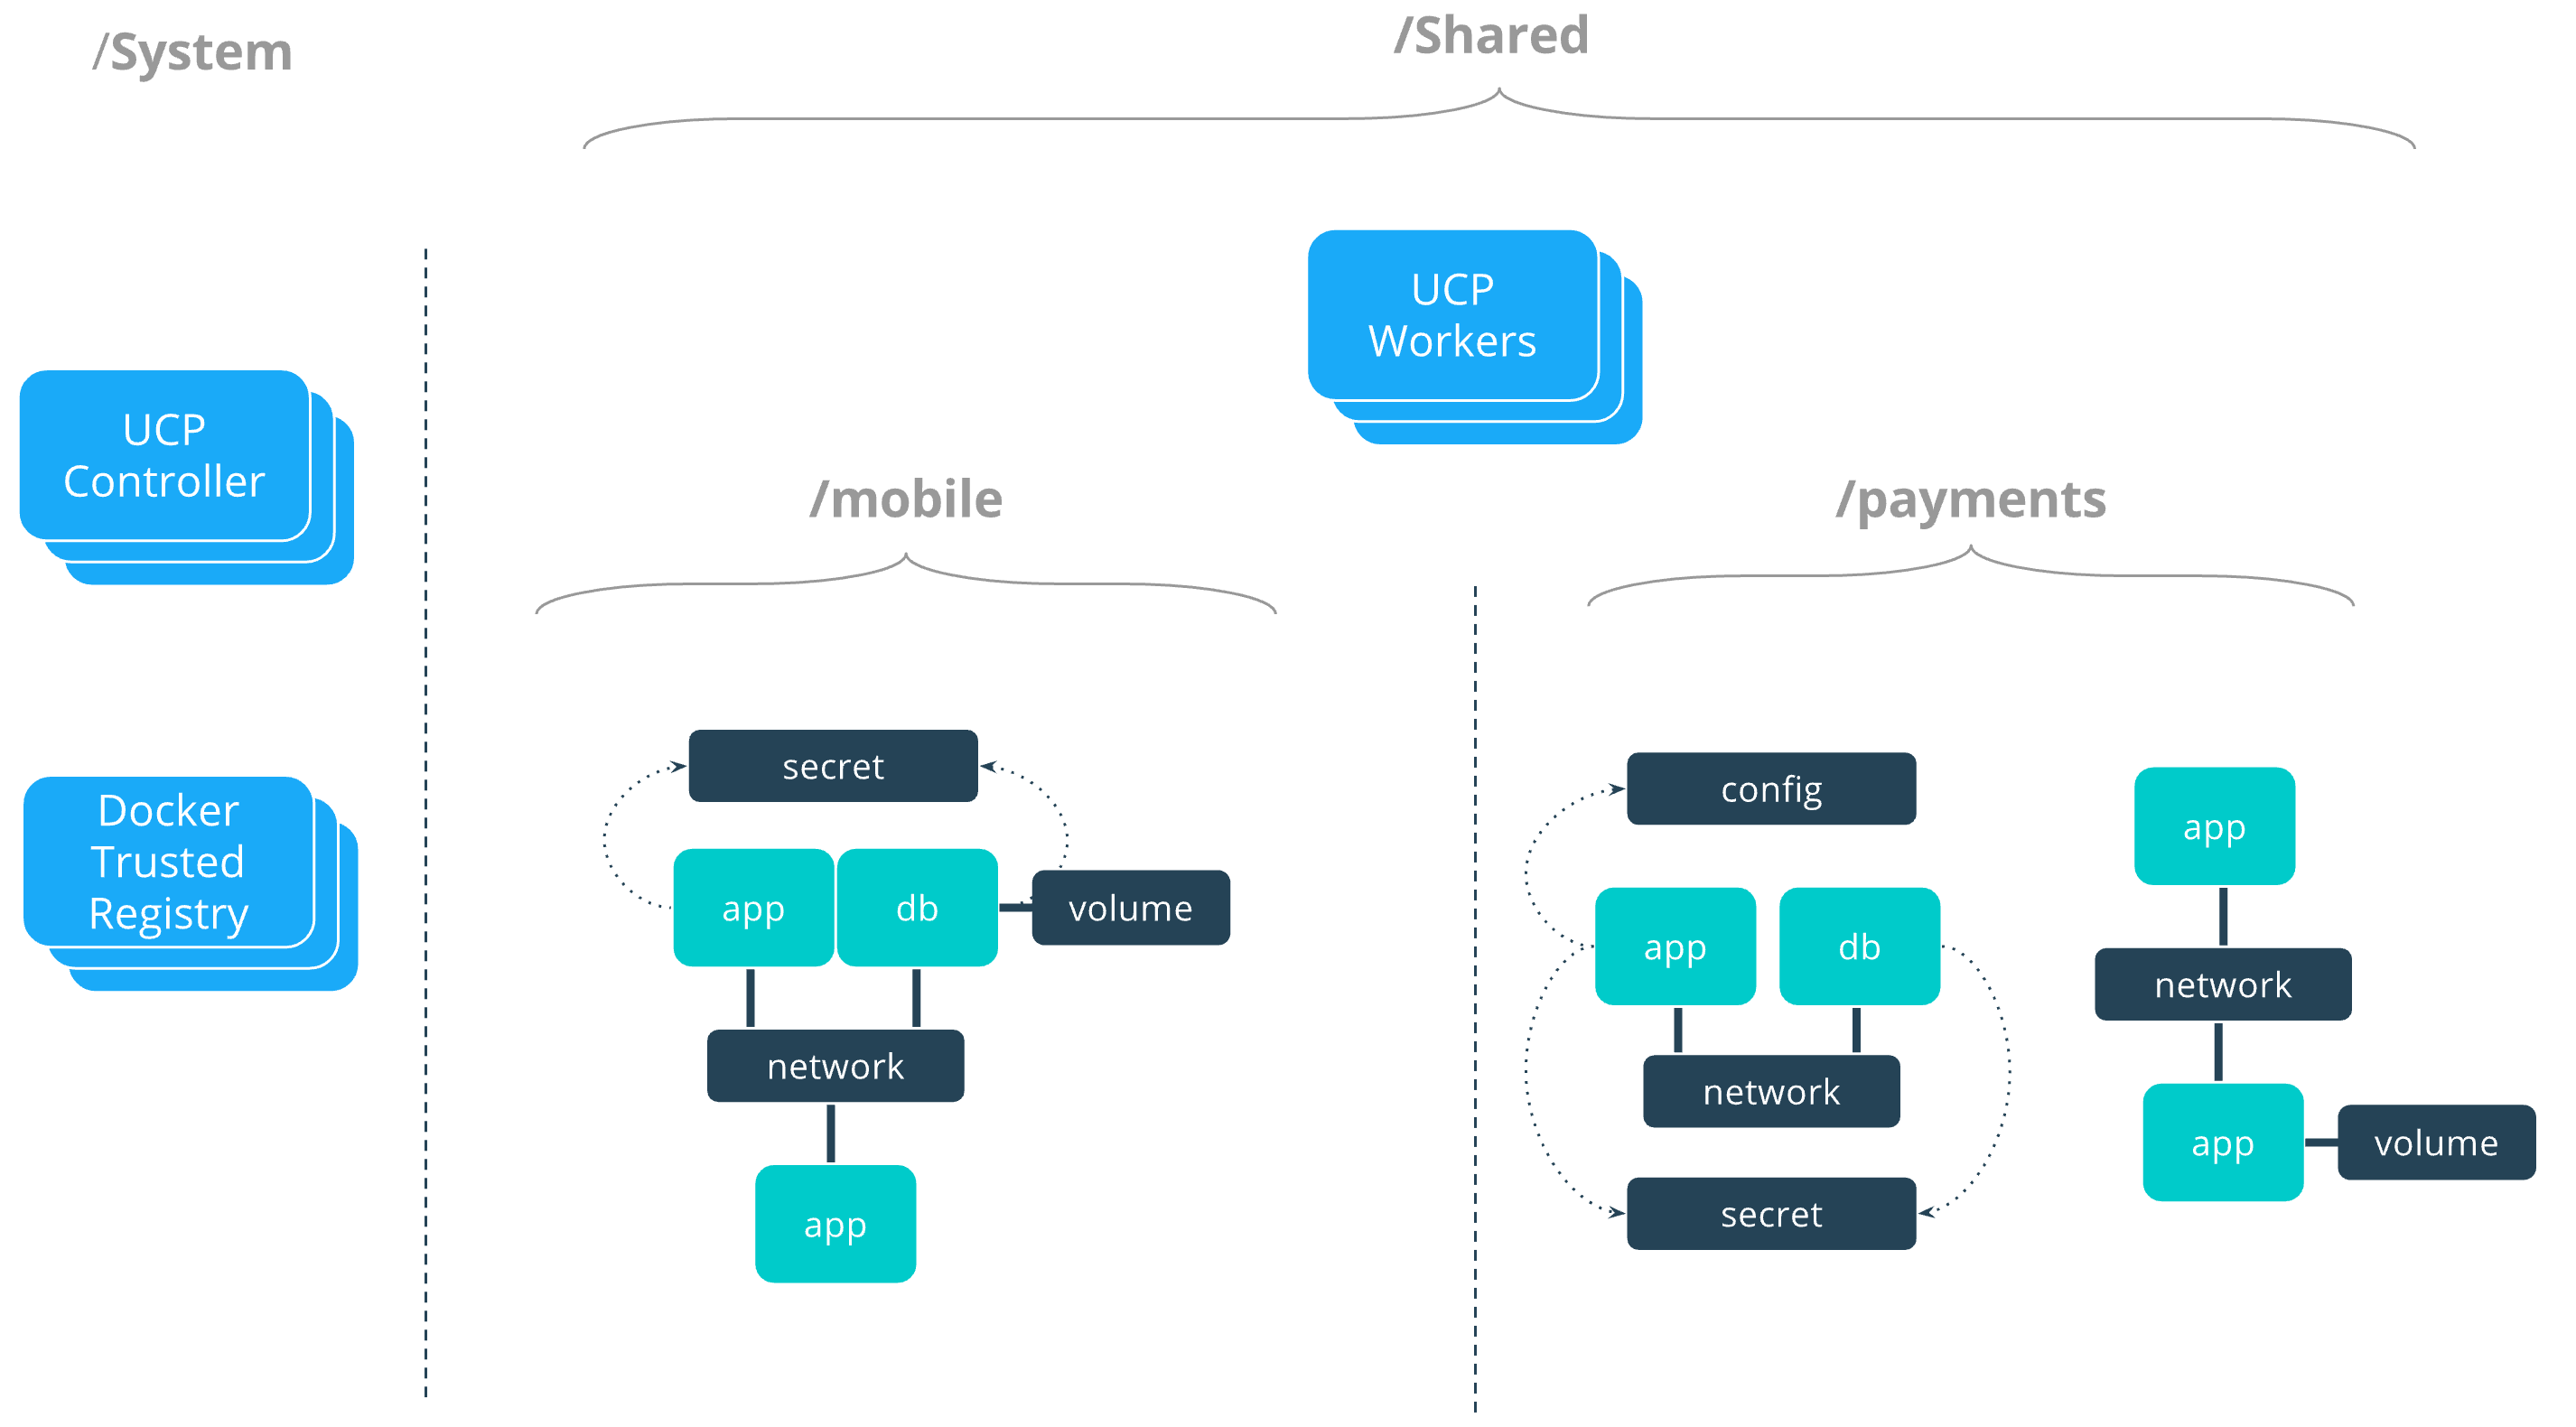 /System
/Shared
UCP
Workers
UCP
Controller
/mobile
/payments
Docker
Trusted
Registry
secret
app
db
volume
network
app
config
app
db
network
secret
app
network
app
volume